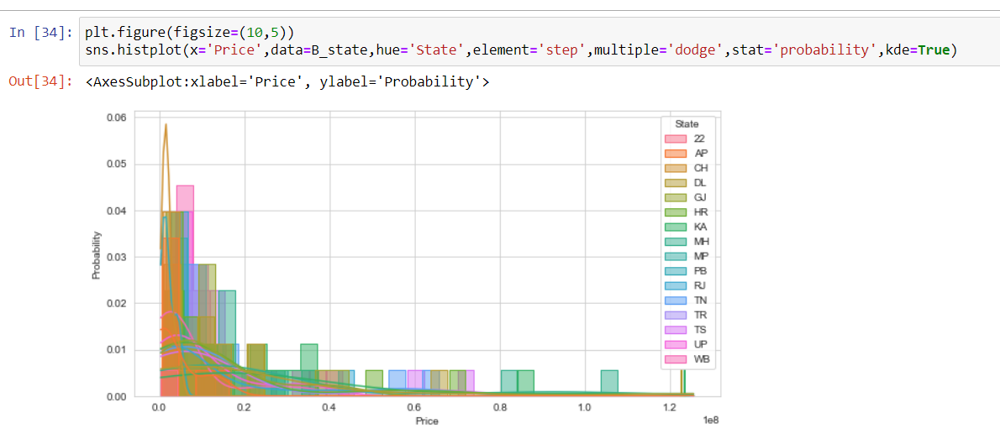 In [34]: plt.figure(figsize=(10,5))
sns.histplot(x='Price',data=B_state,hue='State',element='step',multiple='dodge',stat='probability',kde=True)
Out[34]: <AxesSubplot:xlabel='Price', ylabel='Probability'>
0.06
0.05
0.04
0.03
0.02
0.01
0.00
Probability
State
22
AP
CH
DL
GJ
HR
KA
MH
MP
PB
RJ
TN
TR
TS
UP
WB
0.0 0.2 0.4 0.6 0.8 1.0 1.2
1e8
Price